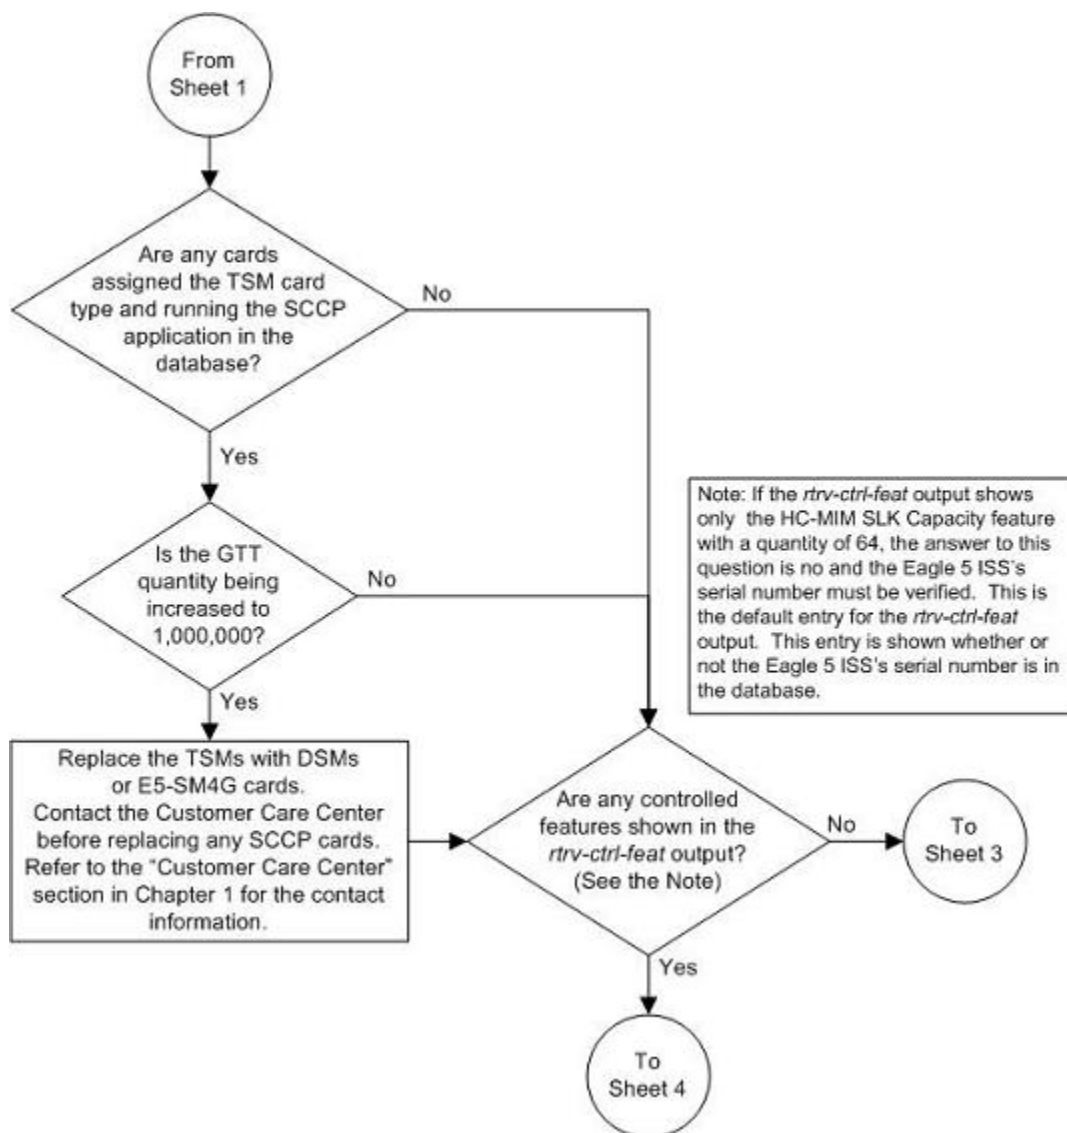 From
Sheet 1
Are any cards
assigned the TSM card
type and running the SCCP
application in the
database?
No
Yes
Is the GTT
quantity being
increased to
1,000,000?
No
Yes
Note: If the rtrv-ctrl-feat output shows
only the HC-MIM SLK Capacity feature
with a quantity of 64, the answer to this
question is no and the Eagle 5 ISS's
serial number must be verified. This is
the default entry for the rtrv-ctrl-feat
output. This entry is shown whether or
not the Eagle 5 ISS's serial number is in
the database.
Replace the TSMs with DSMs
or E5-SM4G cards.
Contact the Customer Care Center
before replacing any SCCP cards.
Refer to the “Customer Care Center”
section in Chapter 1 for the contact
information.
Are any controlled
features shown in the
rtrv-ctrl-feat output?
(See the Note)
No
To
Sheet 3
Yes
To
Sheet 4